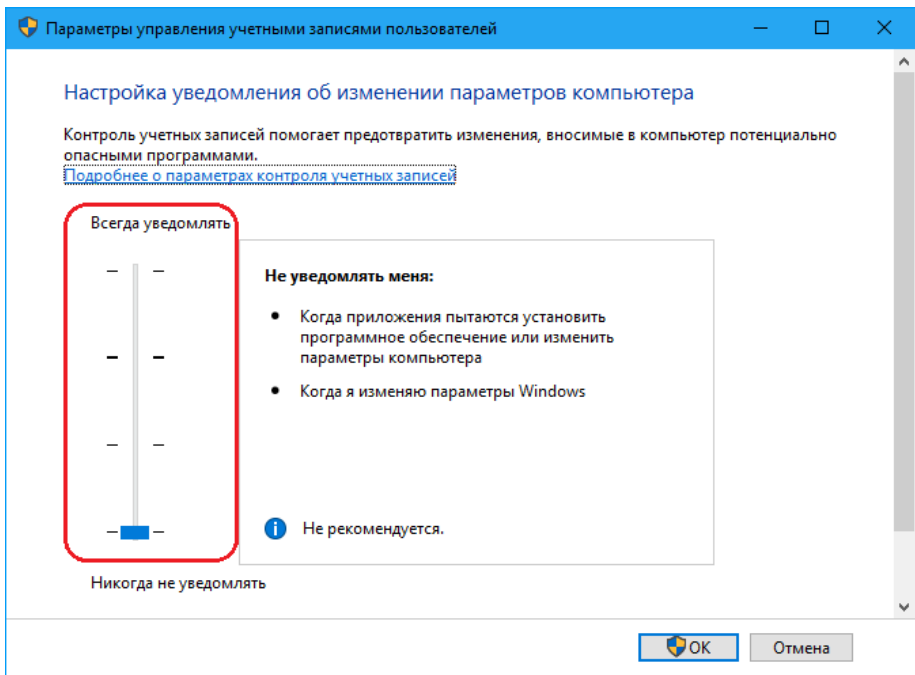 Параметры управления учетными записями пользователей
Настройка уведомления об изменении параметров компьютера
Контроль учетных записей помогает предотвратить изменения, вносимые в компьютер потенциально
опасными программами.
Подробнее о параметрах контроля учетных записей
Всегда уведомлять
Не уведомлять меня:
Когда приложения пытаются установить
программное обеспечение или изменить
параметры компьютера
Когда я изменяю параметры Windows
Не рекомендуется.
Никогда не уведомлять
ОК
Отмена